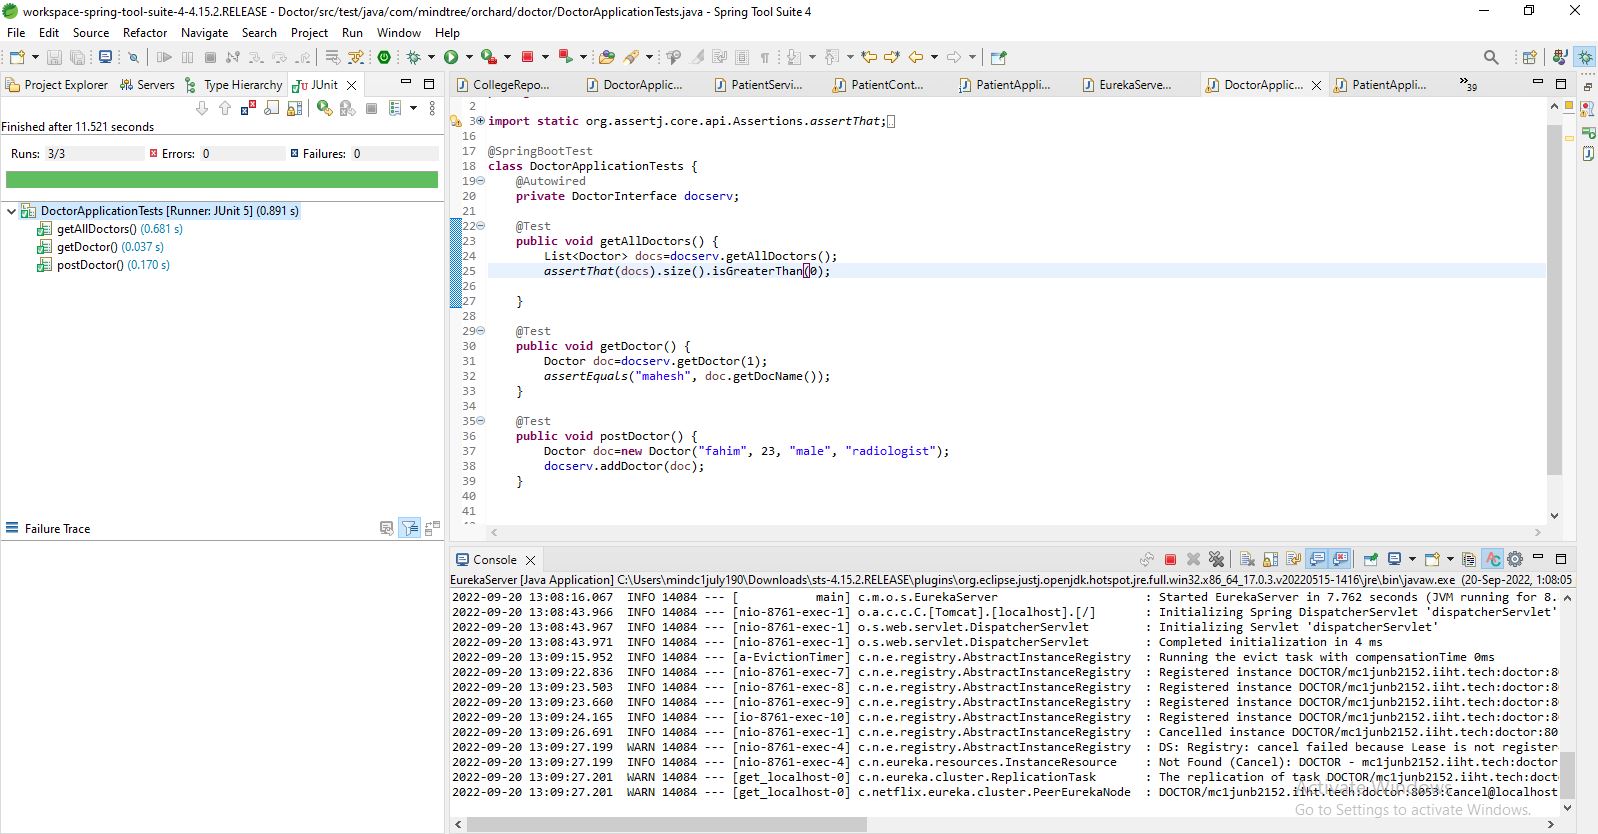 workspace-spring-tool-suite-4-4.15.2.RELEASE - Doctor/src/test/java/com/mindtree/orchard/doctor/DoctorApplicationTests.java - Spring Tool Suite 4
File Edit Source Refactor Navigate Search Project Run Window Help
Project Explorer Servers Type Hierarchy JUnit
Finished after 11.521 seconds
Runs: 3/3 Errors: 0 Failures: 0
DoctorApplicationTests [Runner: JUnit 5] (0.891 s)
getAllDoctors() (0.681 s)
getDoctor() (0.037 s)
postDoctor() (0.170 s)
Failure Trace
CollegeRepo... DoctorApplic... PatientServi... PatientCont... PatientAppli... EurekaServe... DoctorApplic... PatientAppli... »39
2
3 import static org.assertj.core.api.Assertions.assertThat;
16
17 @SpringBootTest
18 class DoctorApplicationTests {
19 @Autowired
20 private DoctorInterface docserv;
21
22 @Test
23 public void getAllDoctors() {
24 List<Doctor> docs=docserv.getAllDoctors();
25 assertThat(docs).size().isGreaterThan(0);
26
27 }
28
29 @Test
30 public void getDoctor() {
31 Doctor doc=docserv.getDoctor(1);
32 assertEquals("mahesh", doc.getDocName());
33 }
34
35 @Test
36 public void postDoctor() {
37 Doctor doc=new Doctor("fahim", 23, "male", "radiologist");
38 docserv.addDoctor(doc);
39 }
40
41
Console
EurekaServer [Java Application] C:\Users\mindc1july190\Downloads\sts-4.15.2.RELEASE\plugins\org.eclipse.justj.openjdk.hotspot.jre.full.win32.x86_64_17.0.3.v20220515-1416\jre\bin\javaw.exe (20-Sep-2022, 1:08:05
2022-09-20 13:08:16.067 INFO 14084 --- [ main] c.m.o.s.EurekaServer : Started EurekaServer in 7.762 seconds (JVM running for 8.
2022-09-20 13:08:43.966 INFO 14084 --- [nio-8761-exec-1] o.a.c.c.C.[Tomcat].[localhost].[/] : Initializing Spring DispatcherServlet 'dispatcherServlet'
2022-09-20 13:08:43.967 INFO 14084 --- [nio-8761-exec-1] o.s.web.servlet.DispatcherServlet : Initializing Servlet 'dispatcherServlet'
2022-09-20 13:08:43.971 INFO 14084 --- [nio-8761-exec-1] o.s.web.servlet.DispatcherServlet : Completed initialization in 4 ms
2022-09-20 13:09:15.952 INFO 14084 --- [a-EvictionTimer] c.n.e.registry.AbstractInstanceRegistry : Running the evict task with compensationTime 0ms
2022-09-20 13:09:22.836 INFO 14084 --- [nio-8761-exec-7] c.n.e.registry.AbstractInstanceRegistry : Registered instance DOCTOR/mc1junb2152.iiht.tech:doctor:8
2022-09-20 13:09:23.503 INFO 14084 --- [nio-8761-exec-8] c.n.e.registry.AbstractInstanceRegistry : Registered instance DOCTOR/mc1junb2152.iiht.tech:doctor:8
2022-09-20 13:09:23.660 INFO 14084 --- [nio-8761-exec-9] c.n.e.registry.AbstractInstanceRegistry : Registered instance DOCTOR/mc1junb2152.iiht.tech:doctor:8
2022-09-20 13:09:24.165 INFO 14084 --- [io-8761-exec-10] c.n.e.registry.AbstractInstanceRegistry : Registered instance DOCTOR/mc1junb2152.iiht.tech:doctor:8
2022-09-20 13:09:26.691 INFO 14084 --- [nio-8761-exec-1] c.n.e.registry.AbstractInstanceRegistry : Cancelled instance DOCTOR/mc1junb2152.iiht.tech:doctor:80
2022-09-20 13:09:27.199 WARN 14084 --- [nio-8761-exec-4] c.n.e.registry.AbstractInstanceRegistry : DS: Registry: cancel failed because Lease is not register
2022-09-20 13:09:27.199 INFO 14084 --- [nio-8761-exec-4] c.n.eureka.resources.InstanceResource : Not Found (Cancel): DOCTOR - mc1junb2152.iiht.tech:doctor
2022-09-20 13:09:27.201 WARN 14084 --- [get_localhost-0] c.n.eureka.cluster.ReplicationTask : The replication of task DOCTOR/mc1junb2152.iiht.tech:doct
2022-09-20 13:09:27.201 WARN 14084 --- [get_localhost-0] c.netflix.eureka.cluster.PeerEurekaNode : DOCTOR/mc1junb2152.iiht.tech:doctor:8053:Cancel@localhost
Activate Windows
Go to Settings to activate Windows.